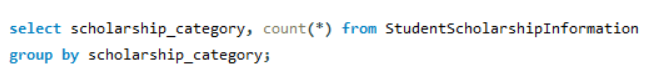 select scholarship_category, count(*) from StudentScholarshipInformation
group by scholarship_category;